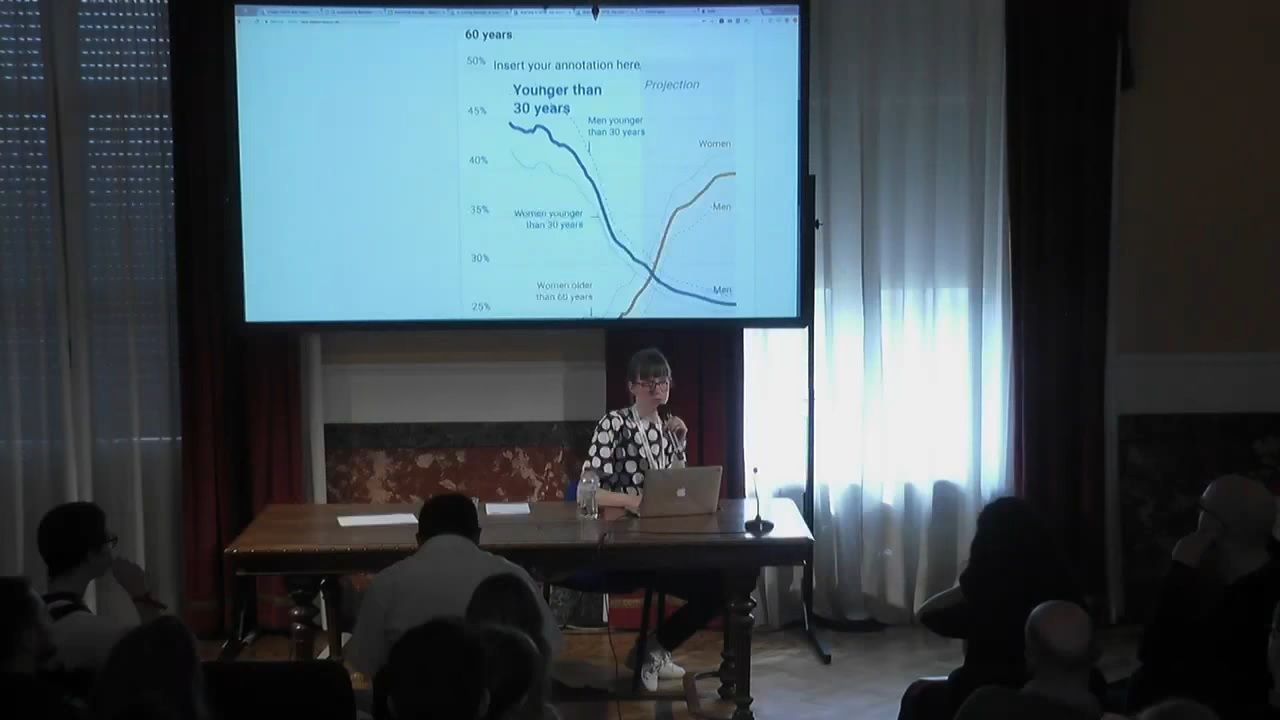 60 years
50%
Insert your annotation here
Projection
Younger than
30 years
45%
Men younger
than 30 years
Women
40%
35%
Women younger
than 30 years
Men
30%
Women older
than 60 years
Men
25%